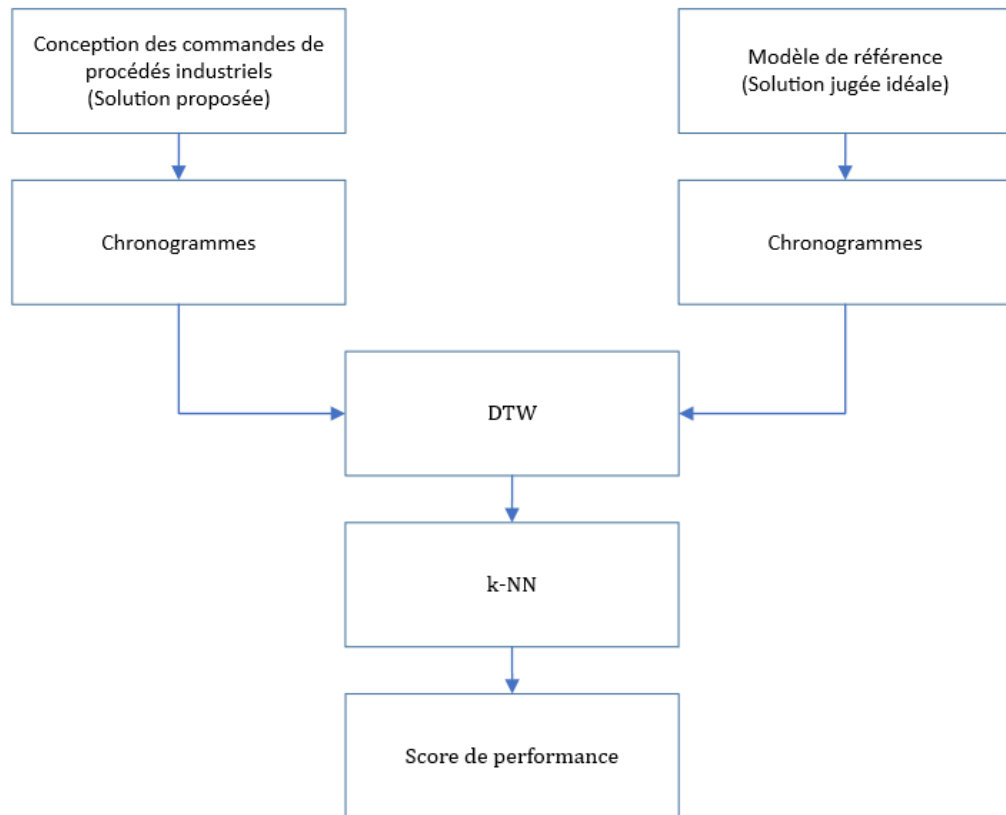 Conception des commandes de
procédés industriels
(Solution proposée)
Modèle de référence
(Solution jugée idéale)
Chronogrammes
Chronogrammes
DTW
k-NN
Score de performance